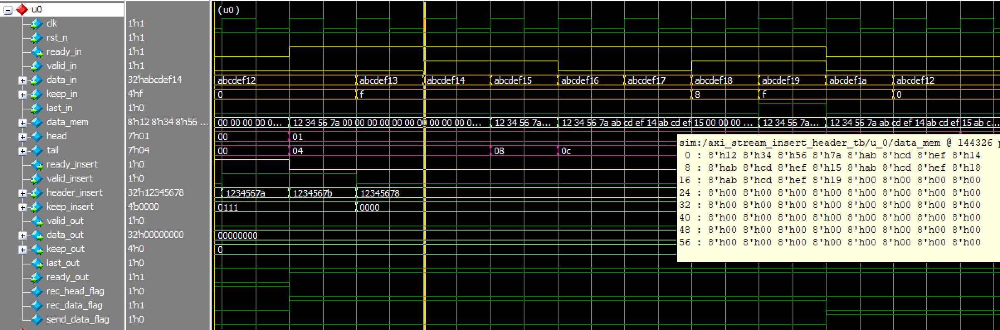 u0 (u0)
clk 1'h1
rst_n 1'h1
ready_in 1'h1
valid_in 1'h1
data_in 32'habcdef14 abcdef12 abcdef13 abcdef14 abcdef15 abcdef16 abcdef17 abcdef18 abcdef19 abcdef1a abcdef12
keep_in 4'hf 0 f 8 f 0
last_in 1'h0
data_mem 8'h12 8'h34 8'h56 ... 00 00 00 00 0... 12 34 56 7a 00 00 00 00 00 00 00 00 00 00 0... 12 34 56 7a... 12 34 56 7a ab cd ef 14 ab cd ef 15 00 00 00 ... 12 34 56 7a... 12 34 56 7a ab cd ef 14 ab cd ef 15 ab c...
head 7'h01 00 01
tail 7'h04 00 04 08 0c
ready_insert 1'h0
valid_insert 1'h0
header_insert 32'h12345678 1234567a 1234567b 12345678
keep_insert 4'b0000 0111 0000
valid_out 1'h0
data_out 32'h00000000 00000000
keep_out 4'h0 0
last_out 1'h0
ready_out 1'h1
rec_head_flag 1'h0
rec_data_flag 1'h1
send_data_flag 1'h0
sim:/axi_stream_insert_header_tb/u_0/data_mem @ 144326
0 : 8'h12 8'h34 8'h56 8'h7a 8'hab 8'hcd 8'hef 8'h14
8 : 8'hab 8'hcd 8'hef 8'h15 8'hab 8'hcd 8'hef 8'h18
16 : 8'hab 8'hcd 8'hef 8'h19 8'h00 8'h00 8'h00 8'h00
24 : 8'h00 8'h00 8'h00 8'h00 8'h00 8'h00 8'h00 8'h00
32 : 8'h00 8'h00 8'h00 8'h00 8'h00 8'h00 8'h00 8'h00
40 : 8'h00 8'h00 8'h00 8'h00 8'h00 8'h00 8'h00 8'h00
48 : 8'h00 8'h00 8'h00 8'h00 8'h00 8'h00 8'h00 8'h00
56 : 8'h00 8'h00 8'h00 8'h00 8'h00 8'h00 8'h00 8'h00